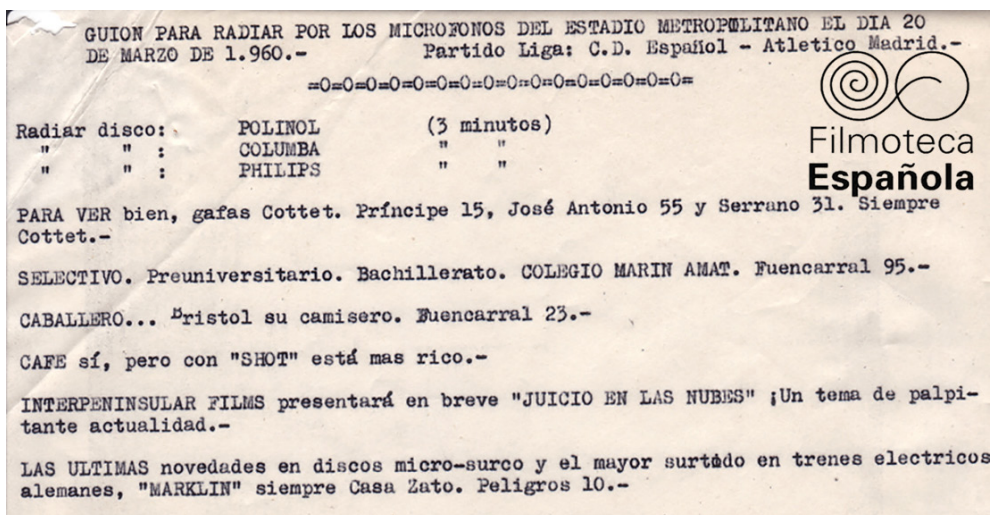 GUION PARA RADIAR POR LOS MICROFONOS DEL ESTADIO METROPOLITANO EL DIA 20
DE MARZO DE 1.960.- Partido Liga: C.D. Español - Atletico Madrid.-
=0=0=0=0=0=0=0=0=0=0=0=0=0=0=0=0=0=0=
Filmoteca
Española
Radiar disco: POLINOL (3 minutos)
" " : COLUMBA " "
" " : PHILIPS " "
PARA VER bien, gafas Cottet. Príncipe 15, José Antonio 55 y Serrano 31. Siempre
Cottet.-
SELECTIVO. Preuniversitario. Bachillerato. COLEGIO MARIN AMAT. Fuencarral 95.-
CABALLERO... Bristol su camisero. Fuencarral 23.-
CAFE sí, pero con "SHOT" está mas rico.-
INTERPENINSULAR FILMS presentará en breve "JUICIO EN LAS NUBES" ¡Un tema de palpi-
tante actualidad.-
LAS ULTIMAS novedades en discos micro-surco y el mayor surtido en trenes electricos
alemanes, "MARKLIN" siempre Casa Zato. Peligros 10.-